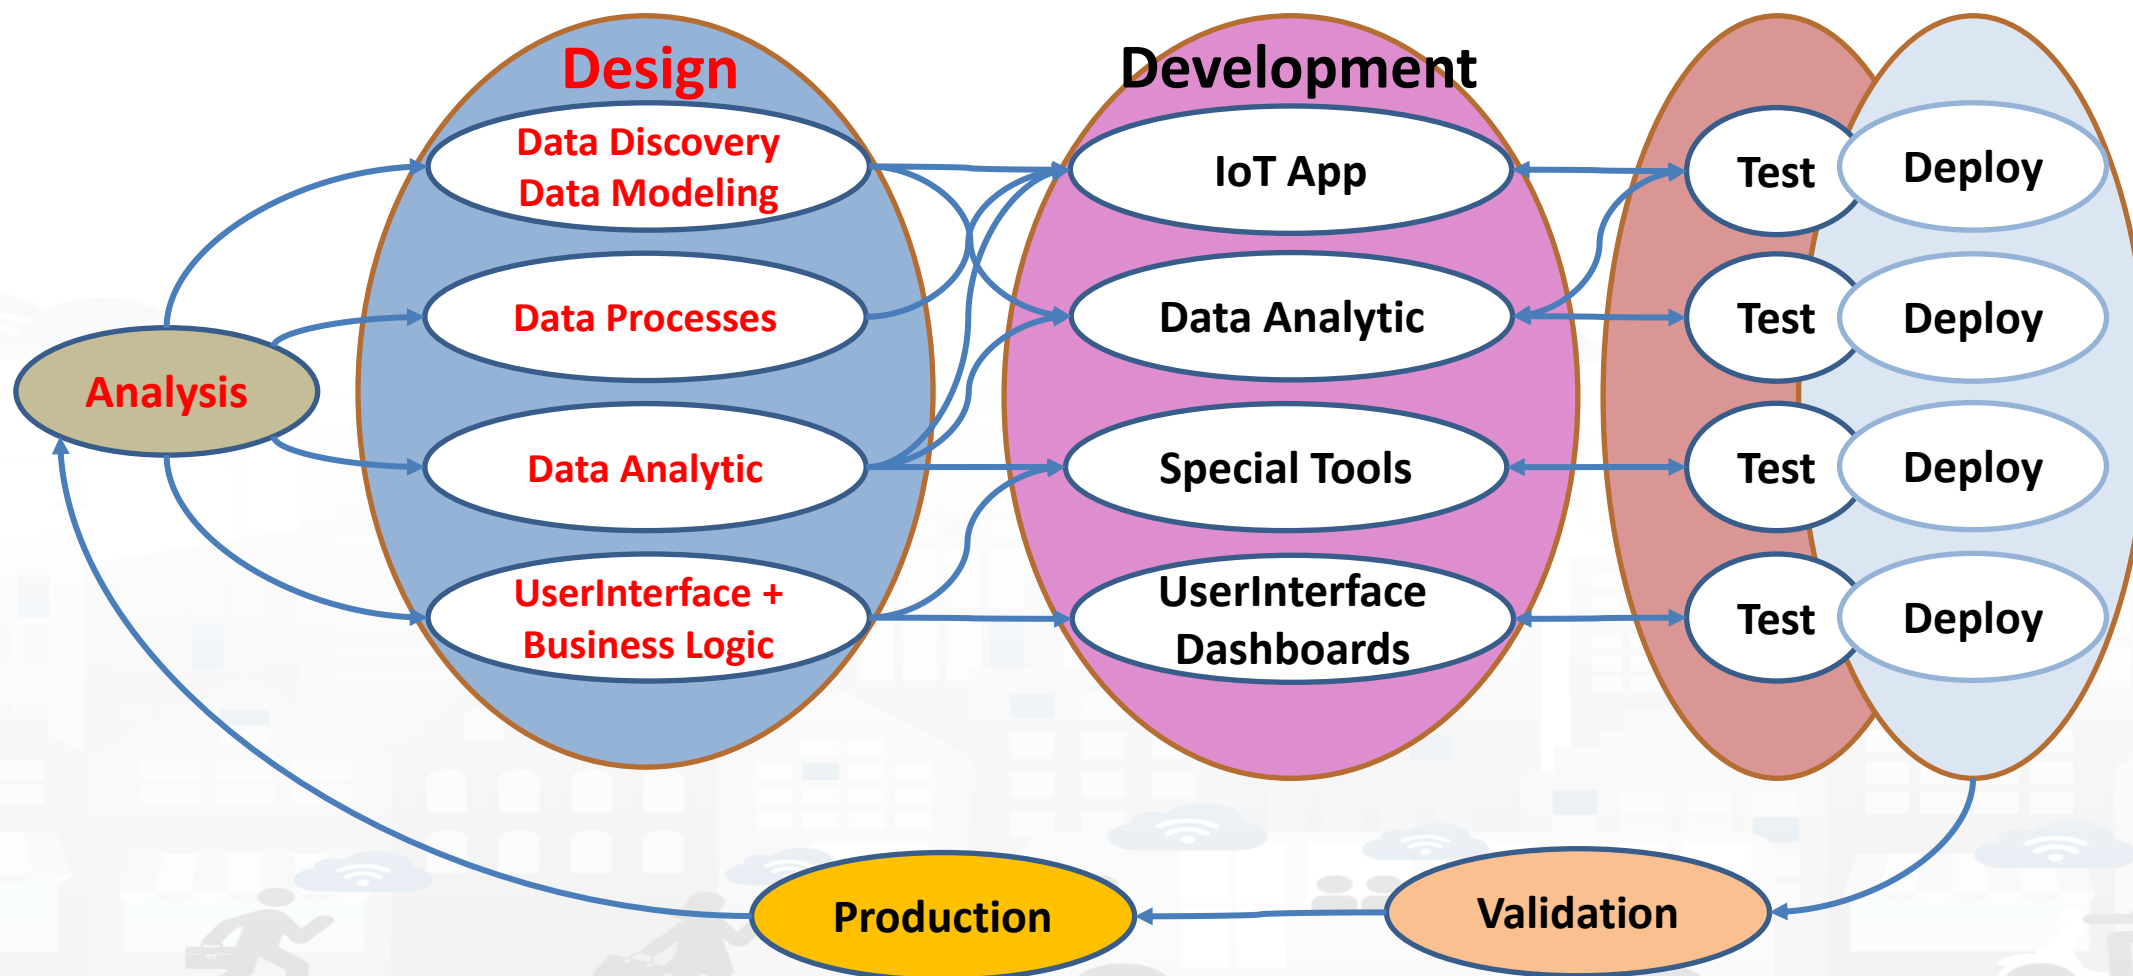 Design
Development
Data Discovery
Data Modeling
IoT App
Test
Deploy
Data Processes
Data Analytic
Test
Deploy
Analysis
Data Analytic
Special Tools
Test
Deploy
UserInterface +
Business Logic
UserInterface
Dashboards
Test
Deploy
Production
Validation